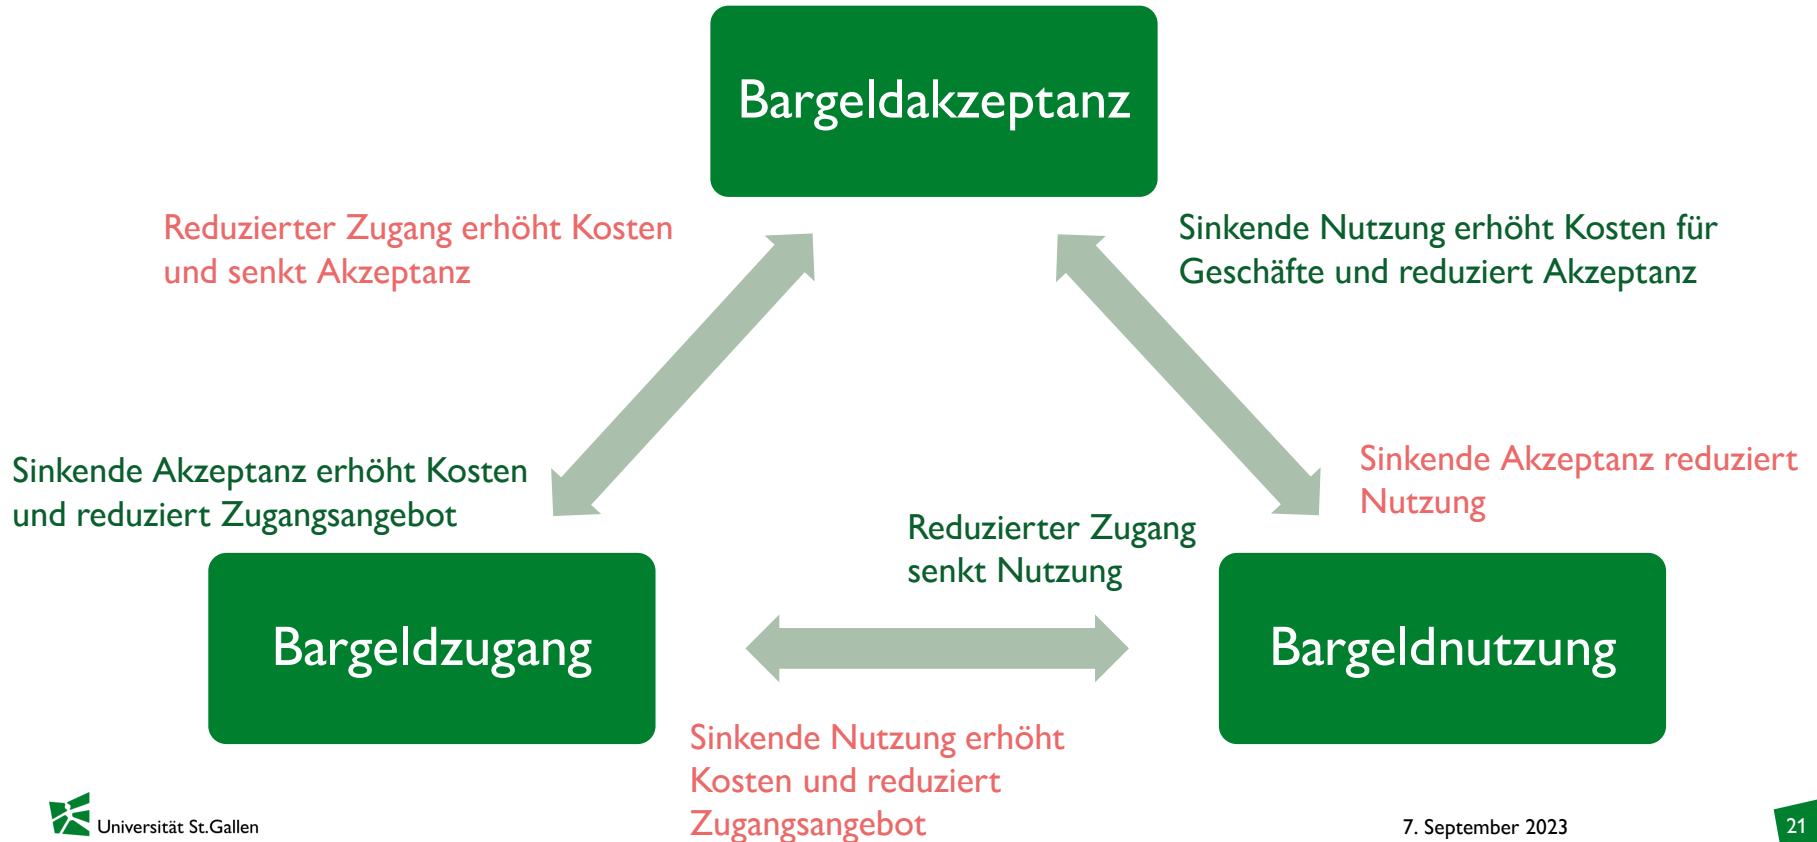 Bargeldakzeptanz
Reduzierter Zugang erhöht Kosten
und senkt Akzeptanz
Sinkende Nutzung erhöht Kosten für
Geschäfte und reduziert Akzeptanz
Sinkende Akzeptanz erhöht Kosten
und reduziert Zugangsangebot
Sinkende Akzeptanz reduziert
Nutzung
Reduzierter Zugang
senkt Nutzung
Bargeldzugang
Bargeldnutzung
Sinkende Nutzung erhöht
Kosten und reduziert
Zugangsangebot
Universität St.Gallen
7. September 2023
21